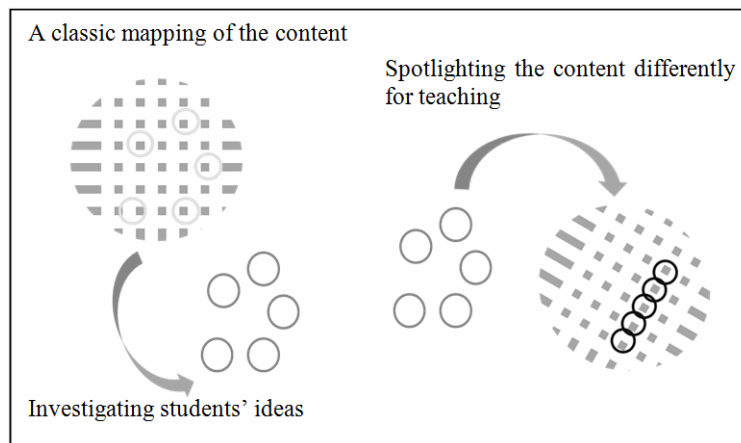 A classic mapping of the content
Spotlighting the content differently
for teaching
Investigating students’ ideas